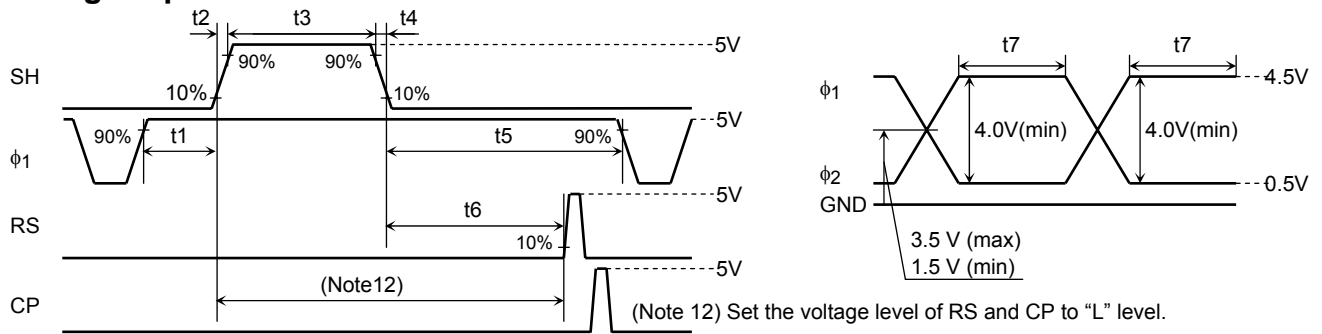 t2 t3 t4
SH 10% 90% 90% 10% 5V
φ1 90% t1 t5 90% 5V
RS t6 10% 5V
CP (Note12) 5V
t7 t7
φ1 4.5V
4.0V(min) 4.0V(min)
φ2 0.5V
GND
3.5 V (max)
1.5 V (min)
(Note 12) Set the voltage level of RS and CP to “L” level.